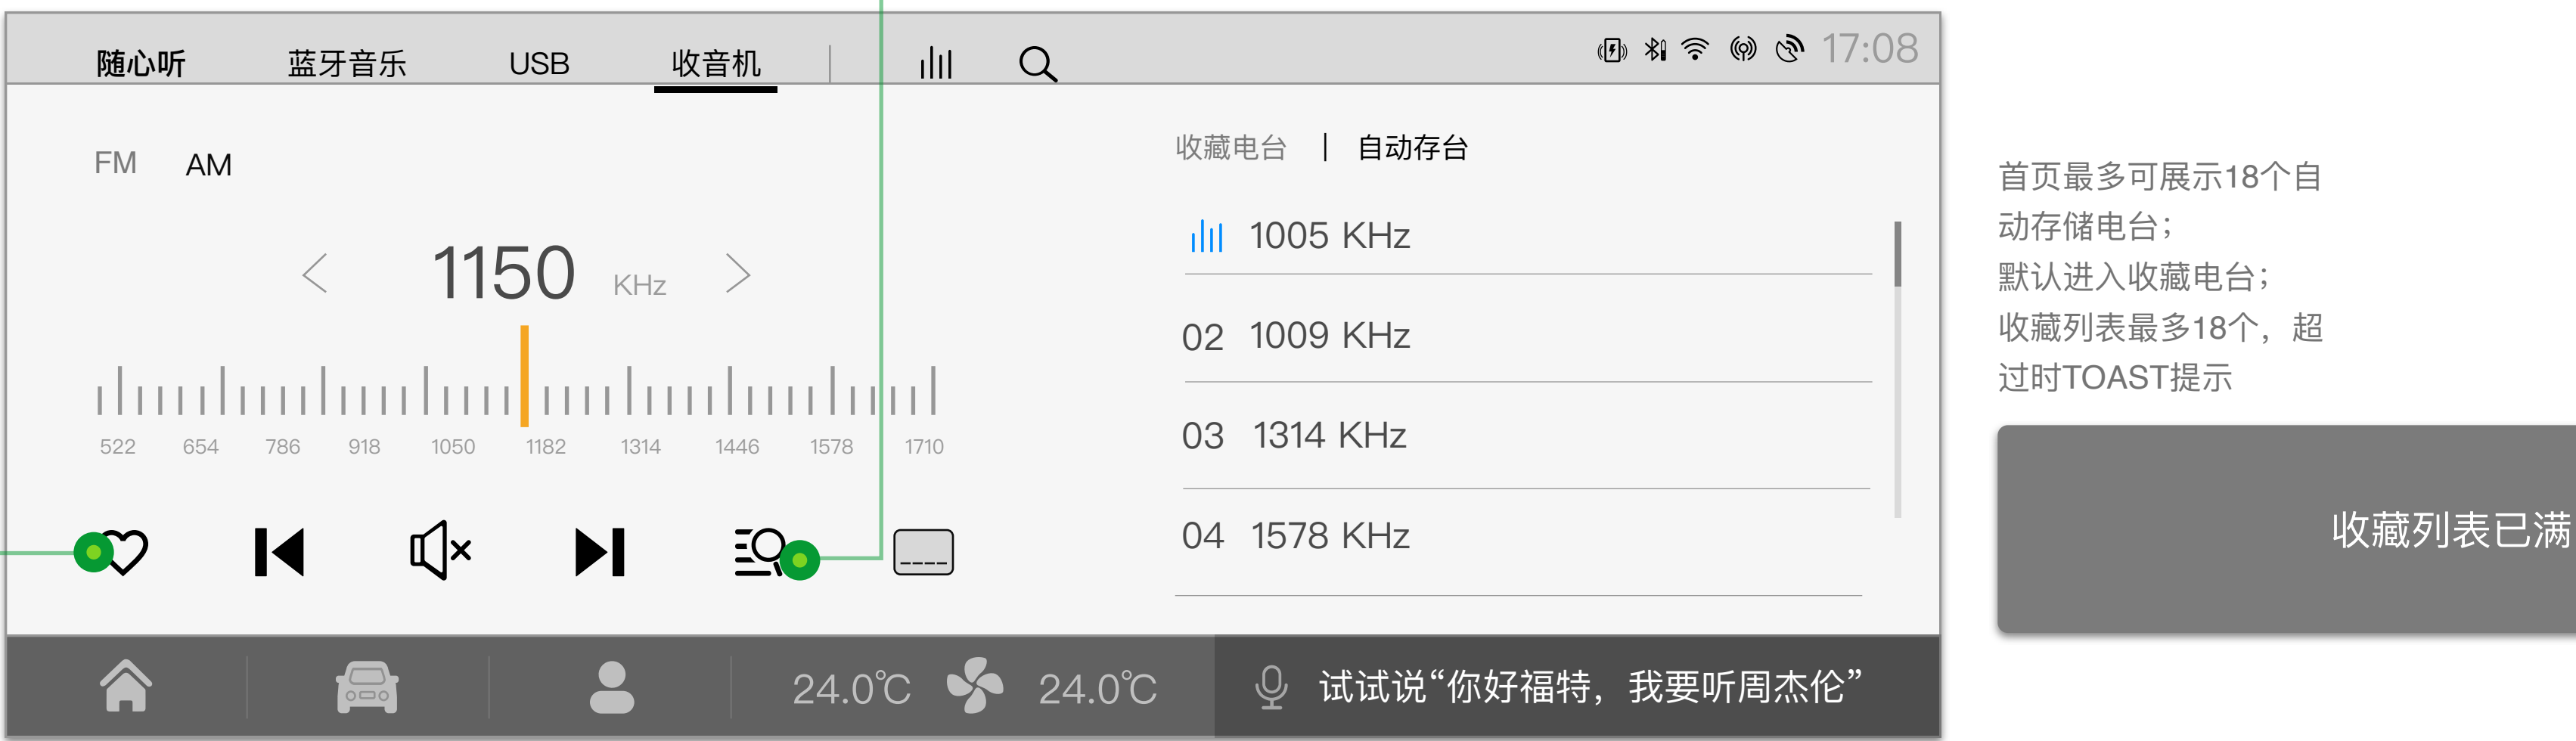 随心听 蓝牙音乐 USB 收音机 17:08
FM AM
收藏电台 | 自动存台
1150 KHz
522 654 786 918 1050 1182 1314 1446 1578 1710
1005 KHz
02 1009 KHz
03 1314 KHz
04 1578 KHz
24.0℃ 24.0℃ 试试说“你好福特，我要听周杰伦”
首页最多可展示18个自
动存储电台；
默认进入收藏电台；
收藏列表最多18个，超
过时TOAST提示
收藏列表已满